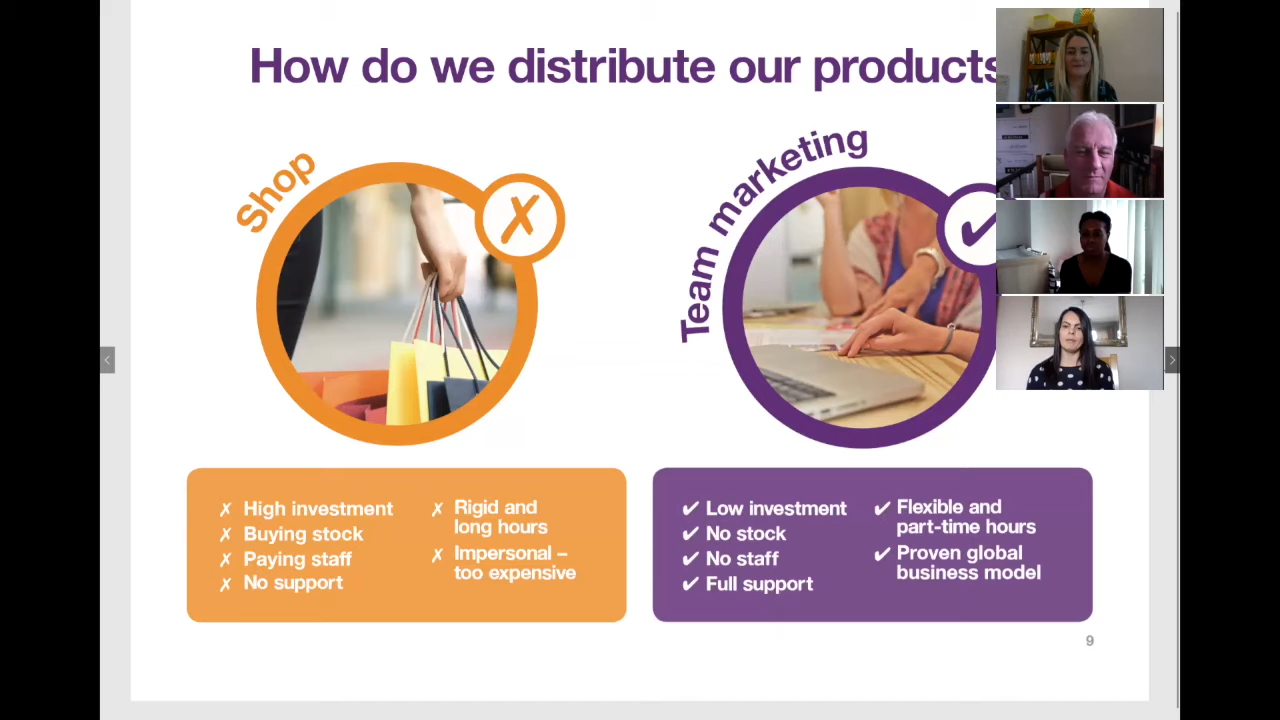 How do we distribute our products
Shop
✗
Team marketing
✓
✗ High investment
✗ Buying stock
✗ Paying staff
✗ No support
✗ Rigid and
long hours
✗ Impersonal –
too expensive
✔ Low investment
✔ No stock
✔ No staff
✔ Full support
✔ Flexible and
part-time hours
✔ Proven global
business model
9